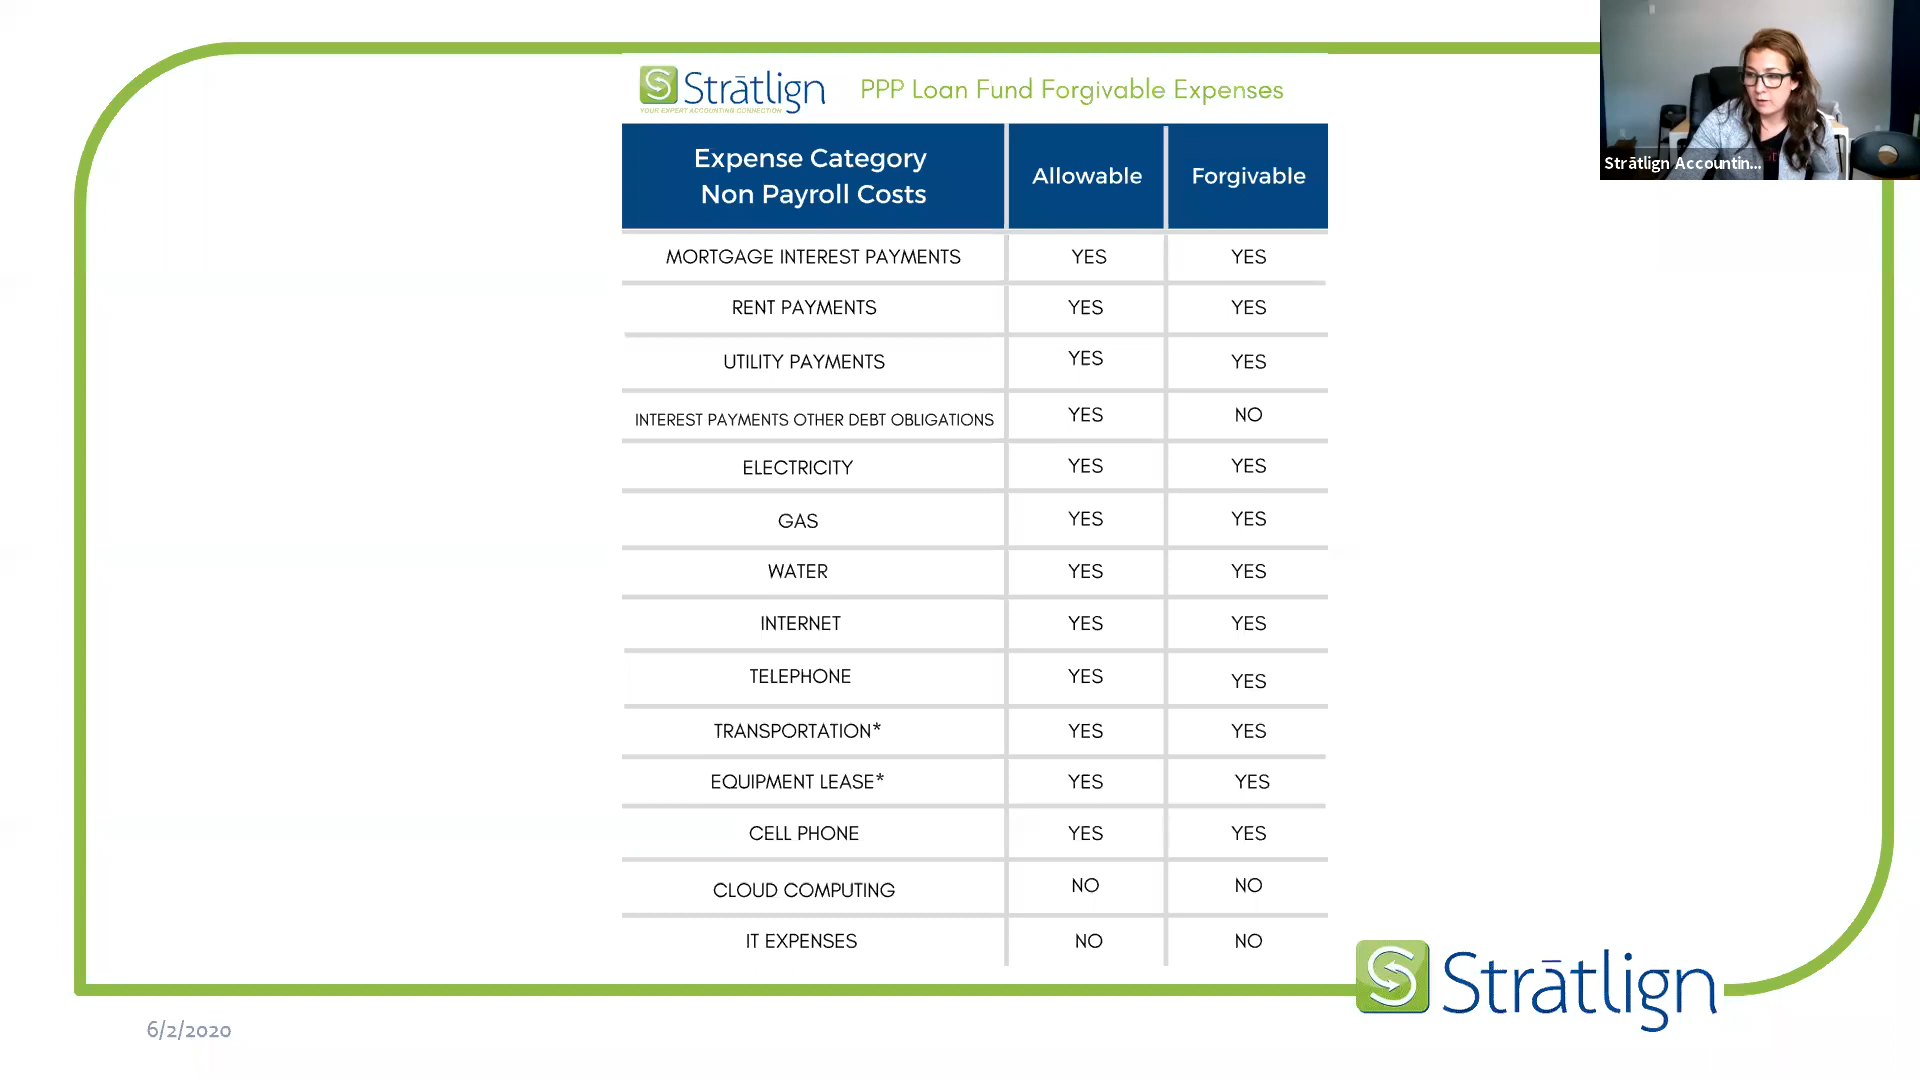 Strātlign
YOUR EXPERT ACCOUNTING CONNECTION
PPP Loan Fund Forgivable Expenses
Strātlign Accountin...
Expense Category
Non Payroll Costs
Allowable
Forgivable
MORTGAGE INTEREST PAYMENTS YES YES
RENT PAYMENTS YES YES
UTILITY PAYMENTS YES YES
INTEREST PAYMENTS OTHER DEBT OBLIGATIONS YES NO
ELECTRICITY YES YES
GAS YES YES
WATER YES YES
INTERNET YES YES
TELEPHONE YES YES
TRANSPORTATION* YES YES
EQUIPMENT LEASE* YES YES
CELL PHONE YES YES
CLOUD COMPUTING NO NO
IT EXPENSES NO NO
Strātlign
6/2/2020